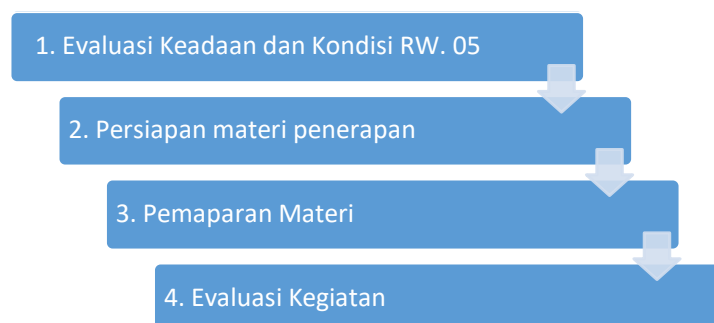 1. Evaluasi Keadaan dan Kondisi RW. 05
2. Persiapan materi penerapan
3. Pemaparan Materi
4. Evaluasi Kegiatan